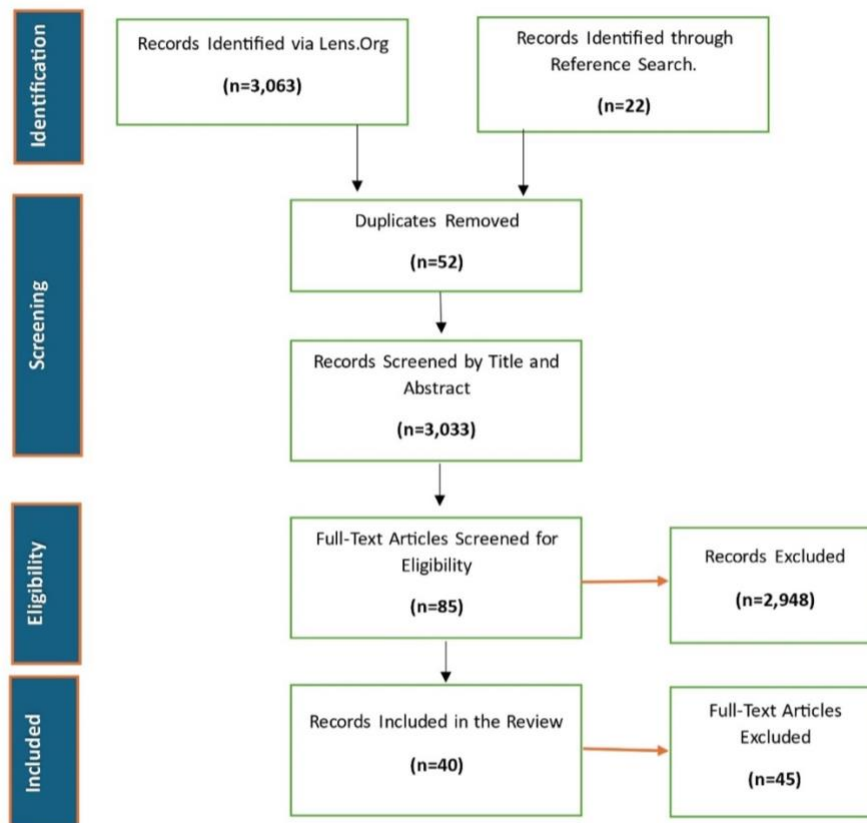 Identification
Records Identified via Lens.Org
(n=3,063)
Records Identified through
Reference Search.
(n=22)
Screening
Duplicates Removed
(n=52)
Records Screened by Title and
Abstract
(n=3,033)
Eligibility
Full-Text Articles Screened for
Eligibility
(n=85)
Records Excluded
(n=2,948)
Included
Records Included in the Review
(n=40)
Full-Text Articles
Excluded
(n=45)